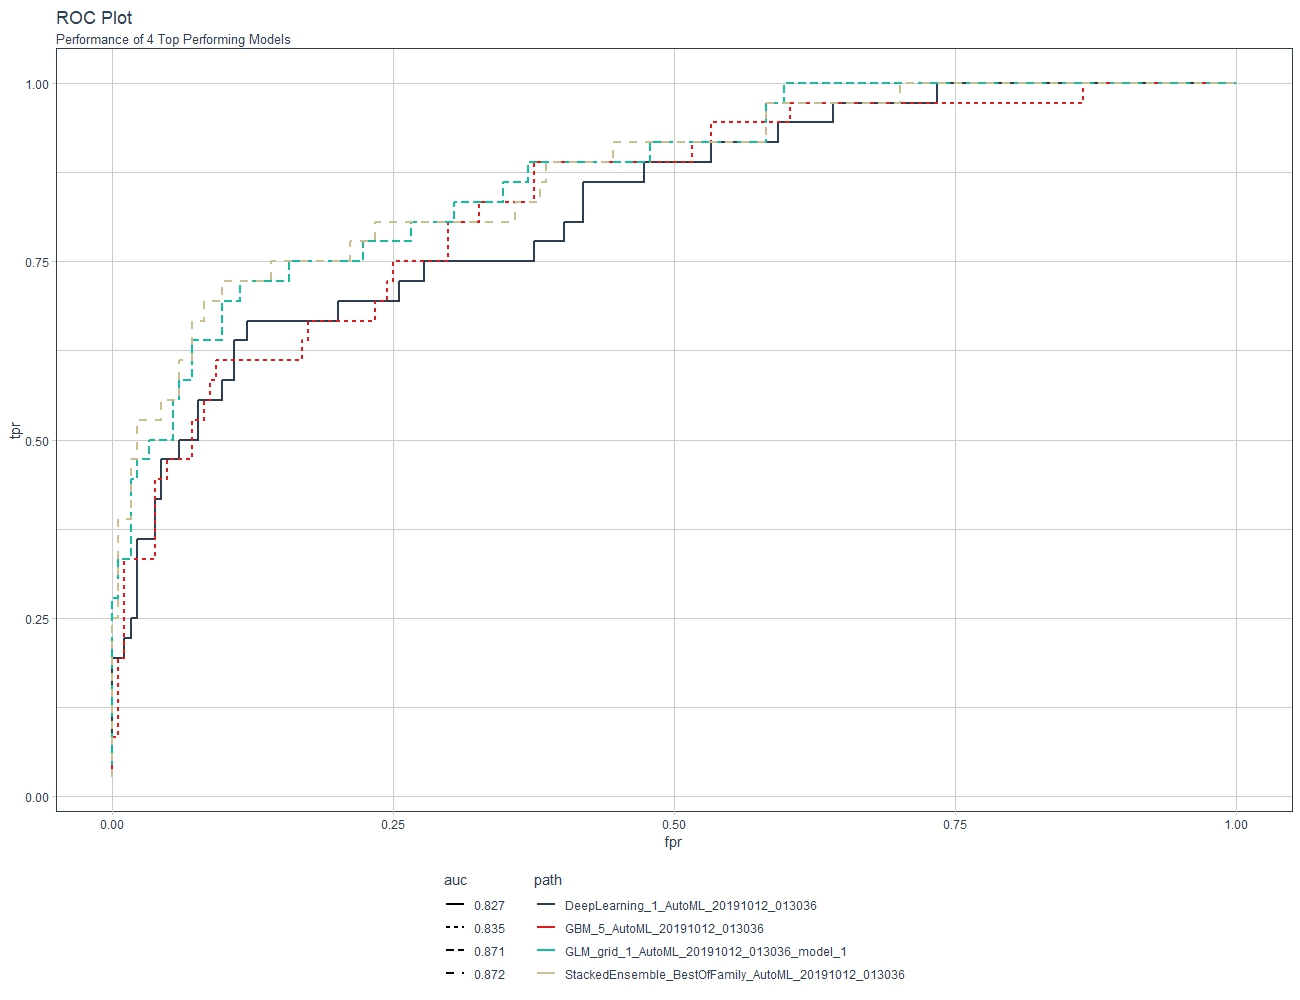 ROC Plot
Performance of 4 Top Performing Models
1.00
0.75
tpr
0.50
0.25
0.00
0.00 0.25 0.50 0.75 1.00
fpr
auc path
0.827 DeepLearning_1_AutoML_20191012_013036
0.835 GBM_5_AutoML_20191012_013036
0.871 GLM_grid_1_AutoML_20191012_013036_model_1
0.872 StackedEnsemble_BestOfFamily_AutoML_20191012_013036